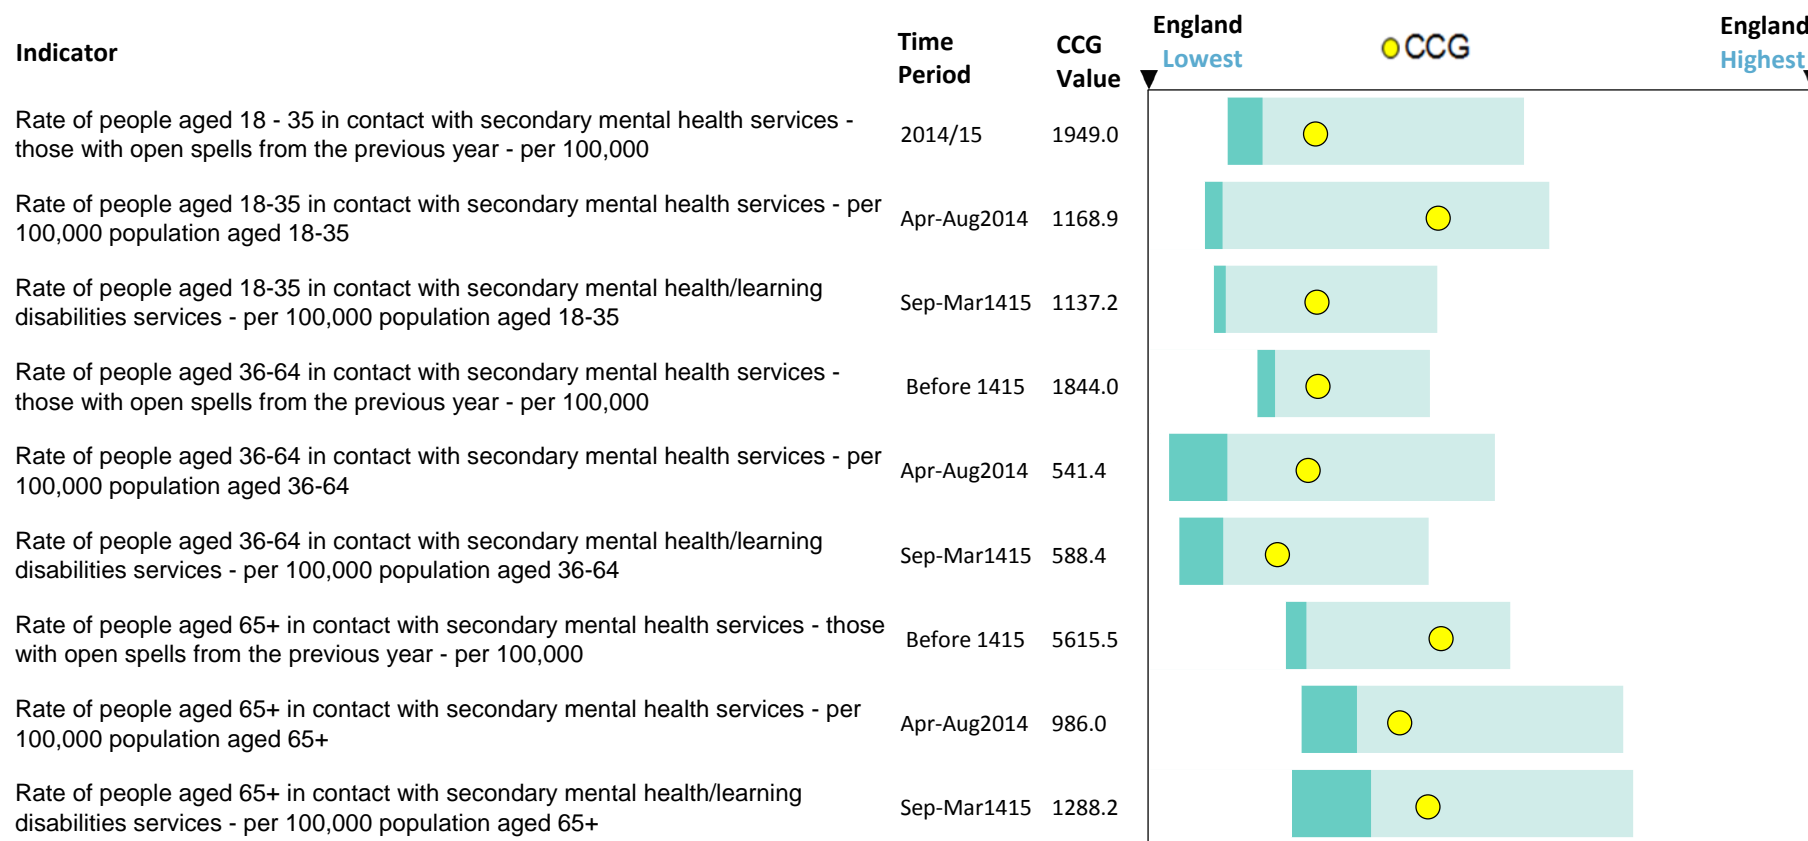 Indicator
Time Period
CCG Value
England Lowest
CCG
England Highest
Rate of people aged 18 - 35 in contact with secondary mental health services -
those with open spells from the previous year - per 100,000
2014/15 1949.0
Rate of people aged 18-35 in contact with secondary mental health services - per
100,000 population aged 18-35
Apr-Aug2014 1168.9
Rate of people aged 18-35 in contact with secondary mental health/learning
disabilities services - per 100,000 population aged 18-35
Sep-Mar1415 1137.2
Rate of people aged 36-64 in contact with secondary mental health services -
those with open spells from the previous year - per 100,000
Before 1415 1844.0
Rate of people aged 36-64 in contact with secondary mental health services - per
100,000 population aged 36-64
Apr-Aug2014 541.4
Rate of people aged 36-64 in contact with secondary mental health/learning
disabilities services - per 100,000 population aged 36-64
Sep-Mar1415 588.4
Rate of people aged 65+ in contact with secondary mental health services - those
with open spells from the previous year - per 100,000
Before 1415 5615.5
Rate of people aged 65+ in contact with secondary mental health services - per
100,000 population aged 65+
Apr-Aug2014 986.0
Rate of people aged 65+ in contact with secondary mental health/learning
disabilities services - per 100,000 population aged 65+
Sep-Mar1415 1288.2